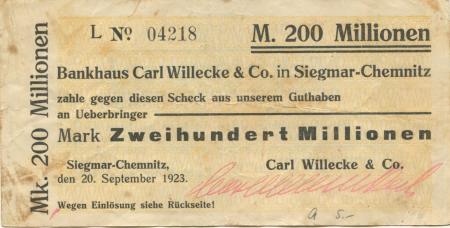 L No 04218 M. 200 Millionen
Mk. 200 Millionen
Bankhaus Carl Willecke & Co. in Siegmar-Chemnitz
zahle gegen diesen Scheck aus unserem Guthaben
an Ueberbringer
Mark Zweihundert Millionen
Siegmar-Chemnitz, Carl Willecke & Co.
den 20. September 1923.
Wegen Einlösung siehe Rückseite!